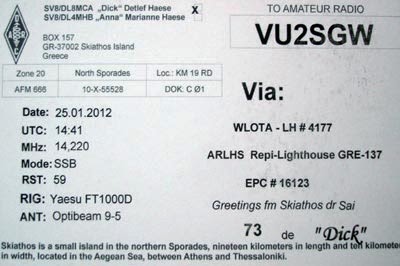 SV8/DL8MCA „Dick" Detlef Haese X
SV8/DL4MHB „Anna" Marianne Haese
BOX 157
GR-37002 Skiathos Island
Greece
TO AMATEUR RADIO
VU2SGW
Zone 20 North Sporades Loc.: KM 19 RD
AFM 666 10-X-55528 DOK: C Ø1
Via:
Date: 25.01.2012
UTC: 14:41
MHz: 14,220
Mode: SSB
RST: 59
RIG: Yaesu FT1000D
ANT: Optibeam 9-5
WLOTA - LH # 4177
ARLHS Repi-Lighthouse GRE-137
EPC # 16123
Greetings fm Skiathos dr Sai
73 de "Dick"
Skiathos is a small island in the northern Sporades, nineteen kilometers in length and ten kilometer
in width, located in the Aegean Sea, between Athens and Thessaloniki.